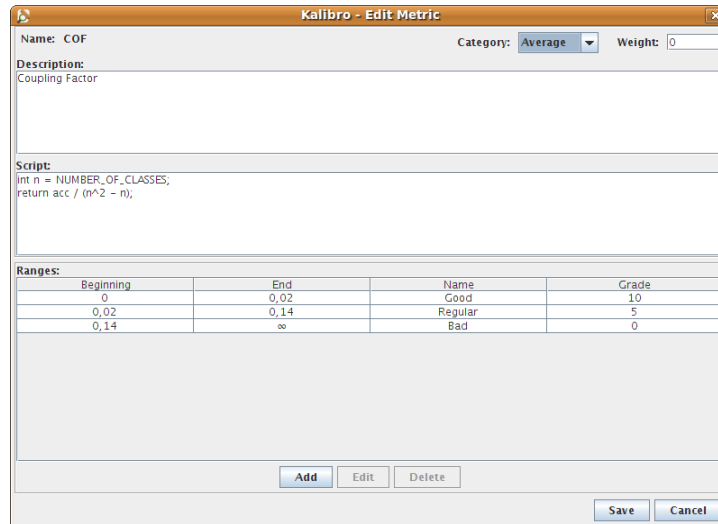 Kalibro - Edit Metric
Name: COF
Category: Average
Weight: 0
Description:
Coupling Factor
Script:
int n = NUMBER_OF_CLASSES;
return acc / (n^2 - n);
Ranges:
Beginning End Name Grade
0 0,02 Good 10
0,02 0,14 Regular 5
0,14 ∞ Bad 0
Add Edit Delete
Save Cancel